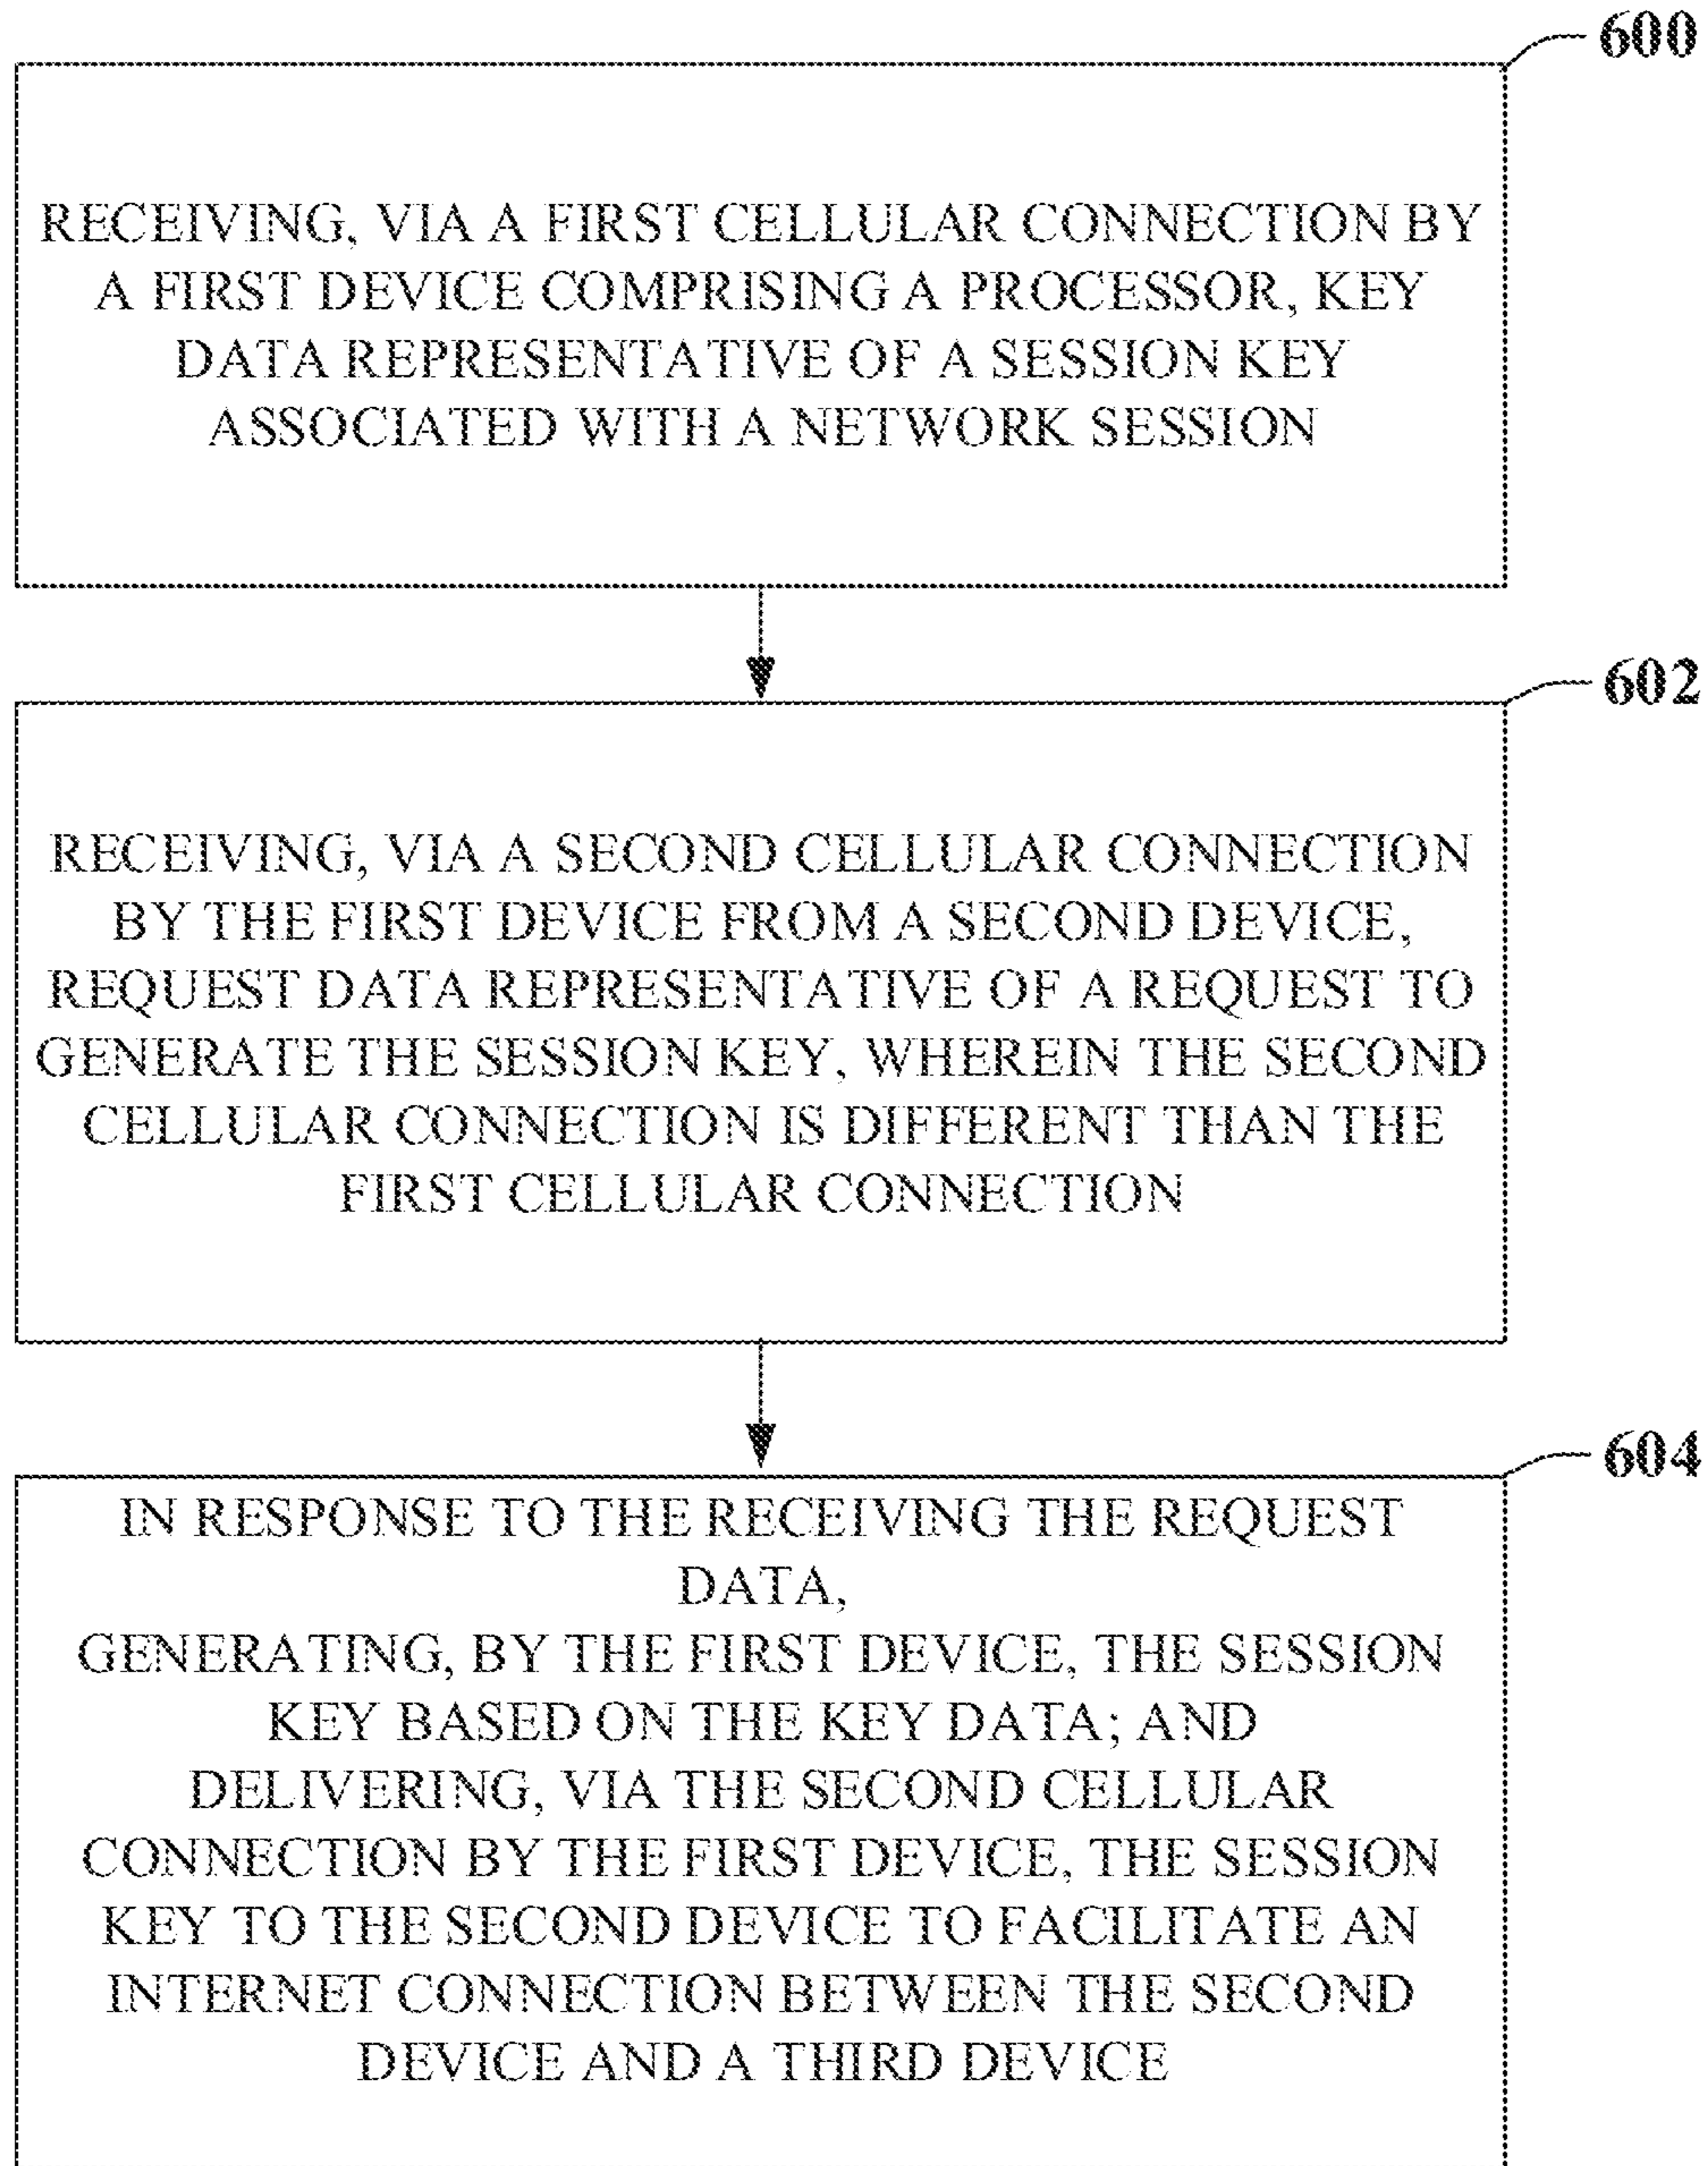 600
RECEIVING, VIA A FIRST CELLULAR CONNECTION BY
A FIRST DEVICE COMPRISING A PROCESSOR, KEY
DATA REPRESENTATIVE OF A SESSION KEY
ASSOCIATED WITH A NETWORK SESSION
602
RECEIVING, VIA A SECOND CELLULAR CONNECTION
BY THE FIRST DEVICE FROM A SECOND DEVICE,
REQUEST DATA REPRESENTATIVE OF A REQUEST TO
GENERATE THE SESSION KEY, WHEREIN THE SECOND
CELLULAR CONNECTION IS DIFFERENT THAN THE
FIRST CELLULAR CONNECTION
604
IN RESPONSE TO THE RECEIVING THE REQUEST
DATA,
GENERATING, BY THE FIRST DEVICE, THE SESSION
KEY BASED ON THE KEY DATA; AND
DELIVERING, VIA THE SECOND CELLULAR
CONNECTION BY THE FIRST DEVICE, THE SESSION
KEY TO THE SECOND DEVICE TO FACILITATE AN
INTERNET CONNECTION BETWEEN THE SECOND
DEVICE AND A THIRD DEVICE